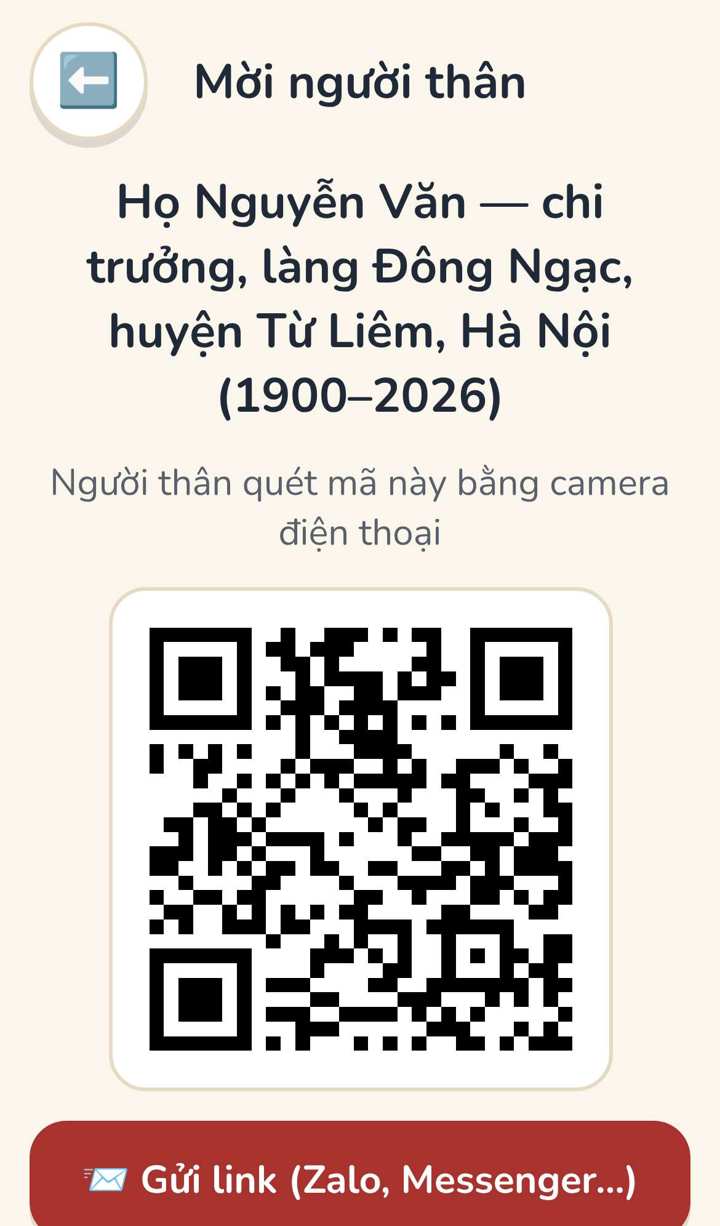 Mời người thân
Họ Nguyễn Văn — chi
trưởng, làng Đông Ngạc,
huyện Từ Liêm, Hà Nội
(1900–2026)
Người thân quét mã này bằng camera
điện thoại
Gửi link (Zalo, Messenger...)